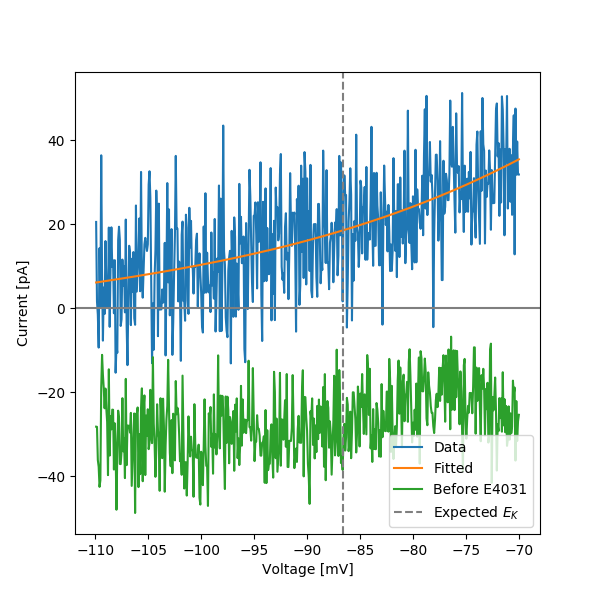 40
20
0
−20
−40
Current [pA]
Data
Fitted
Before E4031
Expected E_K
−110 −105 −100 −95 −90 −85 −80 −75 −70
Voltage [mV]